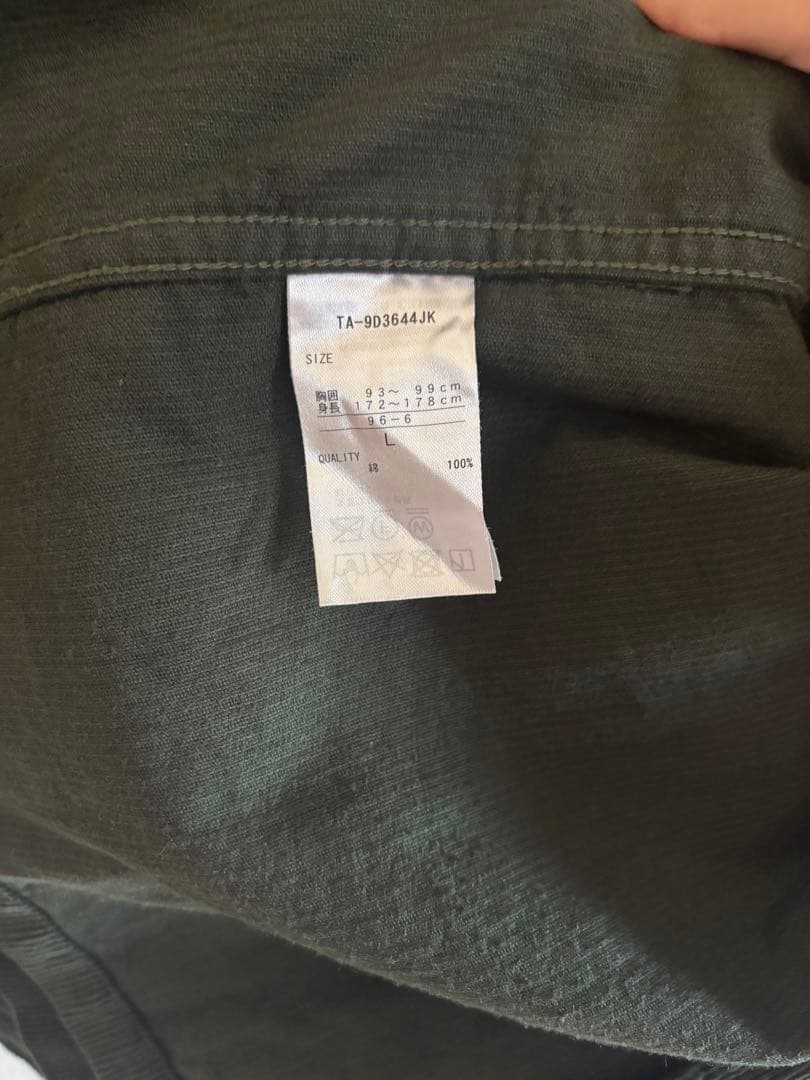 TA-9D3644JK
SIZE
胸囲 93～ 99cm
身長 172～178cm
96-6
L
QUALITY
綿 100%